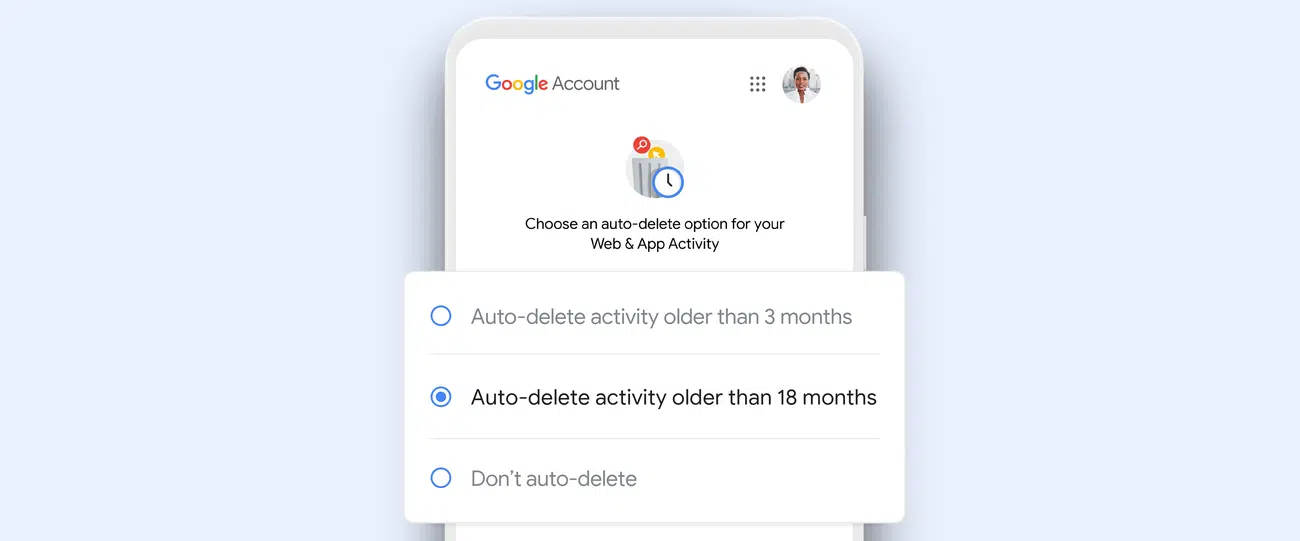 Google Account
Choose an auto-delete option for your
Web & App Activity
Auto-delete activity older than 3 months
Auto-delete activity older than 18 months
Don’t auto-delete